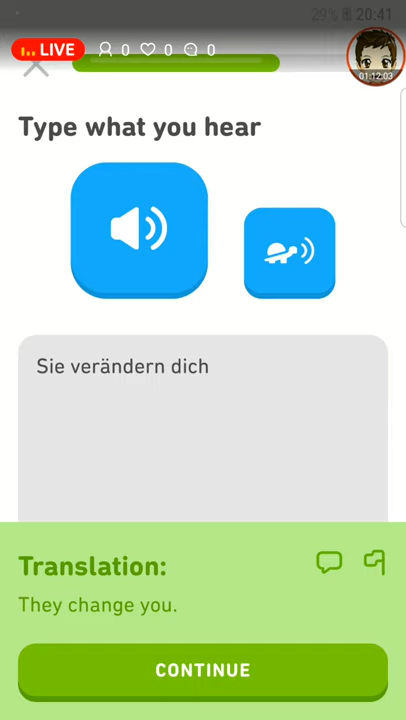 29% 20:41
LIVE 0 0 0
01:12:03
Type what you hear
Sie verändern dich
Translation:
They change you.
CONTINUE